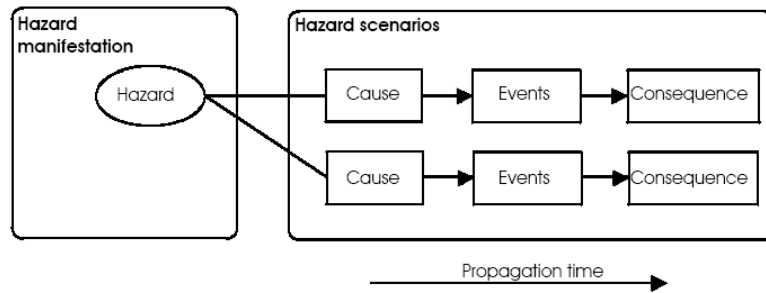 Hazard
manifestation
Hazard
Hazard scenarios
Cause
Events
Consequence
Cause
Events
Consequence
Propagation time